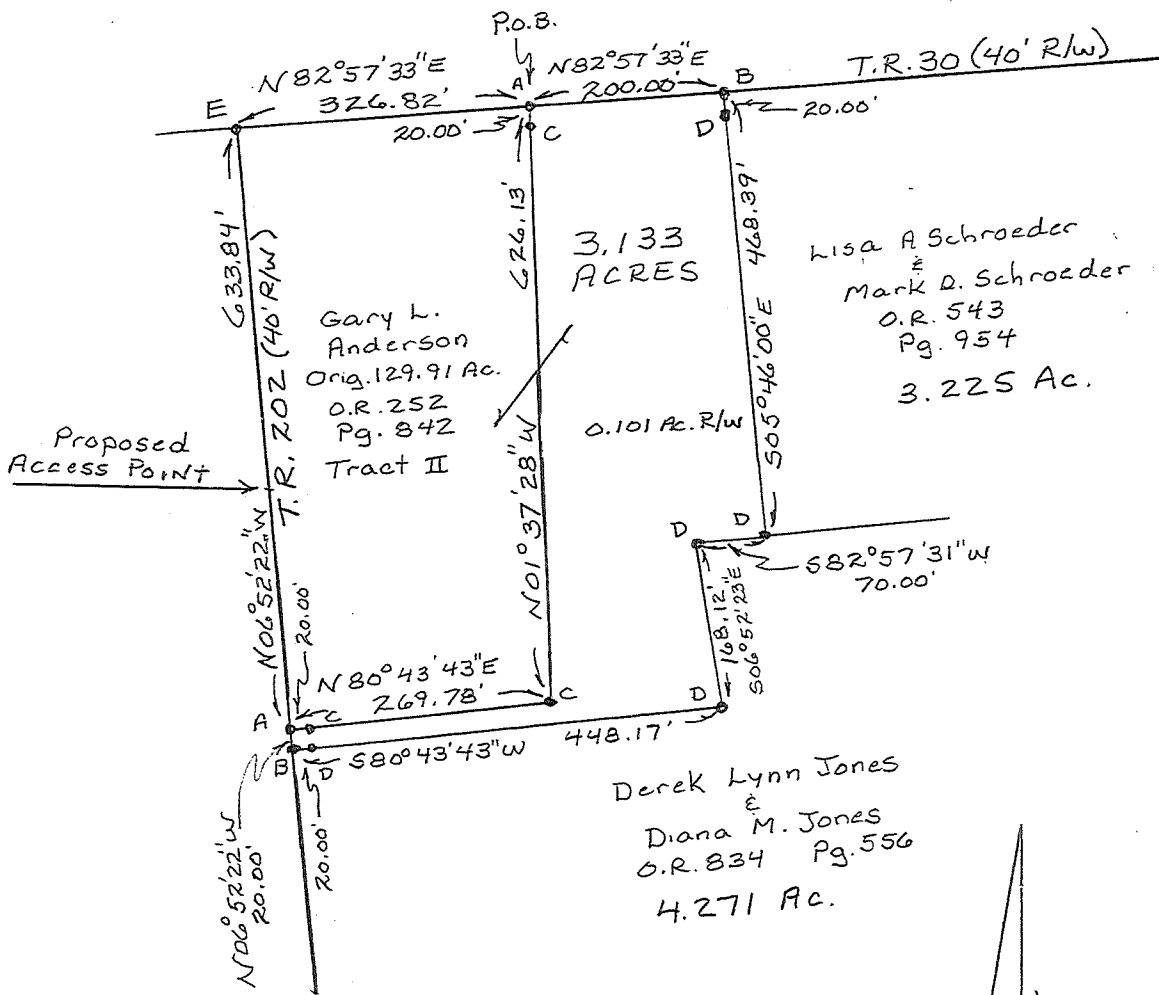 P.O.B.
N82°57'33"E
326.82'
A
N82°57'33"E
200.00'
B
T.R. 30 (40' R/W)
E
20.00'
C
D
20.00'
633.84'
T.R. 202 (40' R/W)
N06°52'22"W
626.13'
N01°37'28"W
3.133
ACRES
468.39'
S05°46'00"E
Lisa A Schroeder
&
Mark D. Schroeder
O.R. 543
Pg. 954
3.225 Ac.
Gary L.
Anderson
Orig. 129.91 Ac.
O.R. 252
Pg. 842
Tract II
0.101 Ac. R/W
Proposed
Access Point
D
D
S82°57'31"W
70.00'
168.12'
S06°52'23"E
20.00'
N80°43'43"E
269.78'
A
C
C
D
B
D
S80°43'43"W
448.17'
N06°52'22"W
20.00'
20.00'
Derek Lynn Jones
&
Diana M. Jones
O.R. 834 Pg. 556
4.271 Ac.